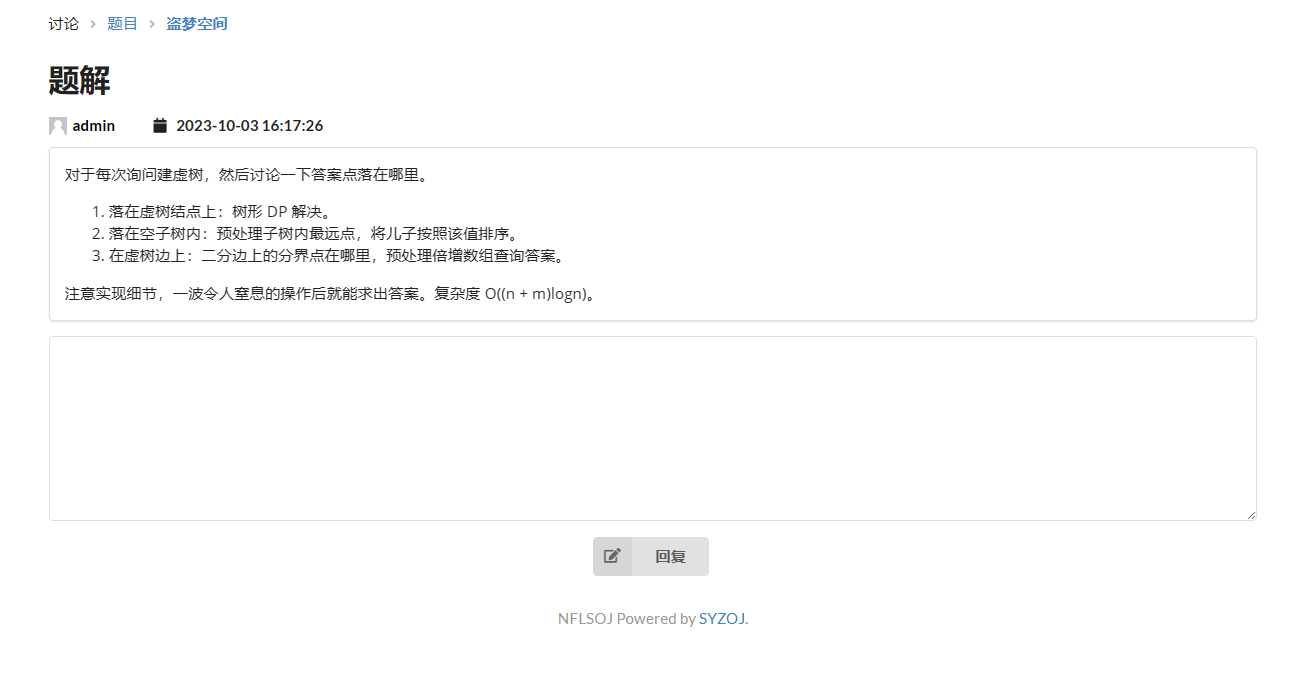 讨论 题目 盗梦空间
题解
admin 2023-10-03 16:17:26
对于每次询问建虚树，然后讨论一下答案点落在哪里。
1. 落在虚树结点上：树形 DP 解决。
2. 落在空子树内：预处理子树内最远点，将儿子按照该值排序。
3. 在虚树边上：二分边上的分界点在哪里，预处理倍增数组查询答案。
注意实现细节，一波令人窒息的操作后就能求出答案。复杂度 O((n + m)logn)。
回复
NFLSOJ Powered by SYZOJ.